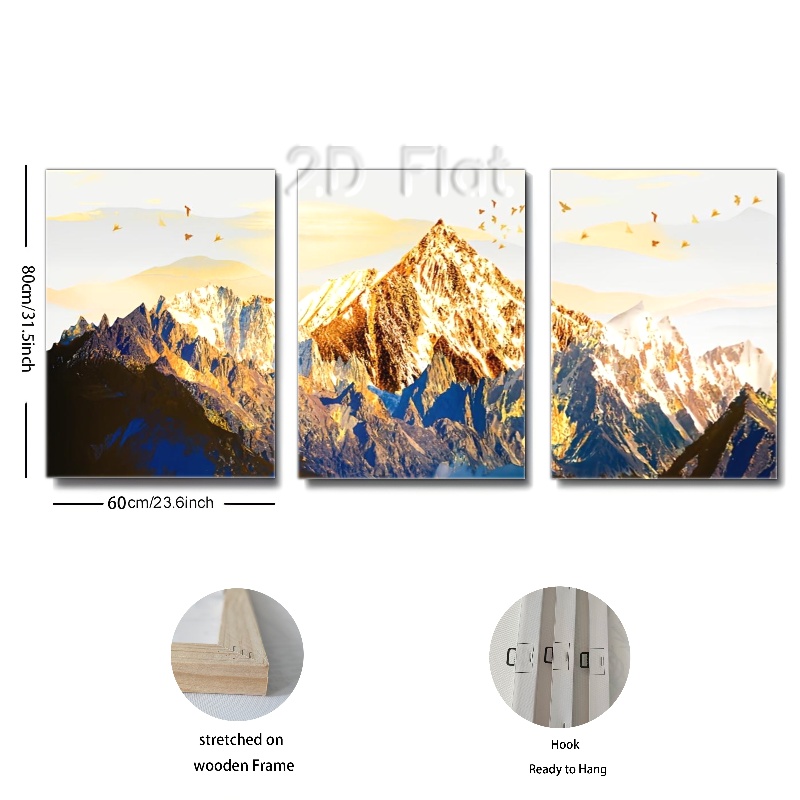 2D Flat
80cm/31.5inch
60cm/23.6inch
stretched on
wooden Frame
Hook
Ready to Hang